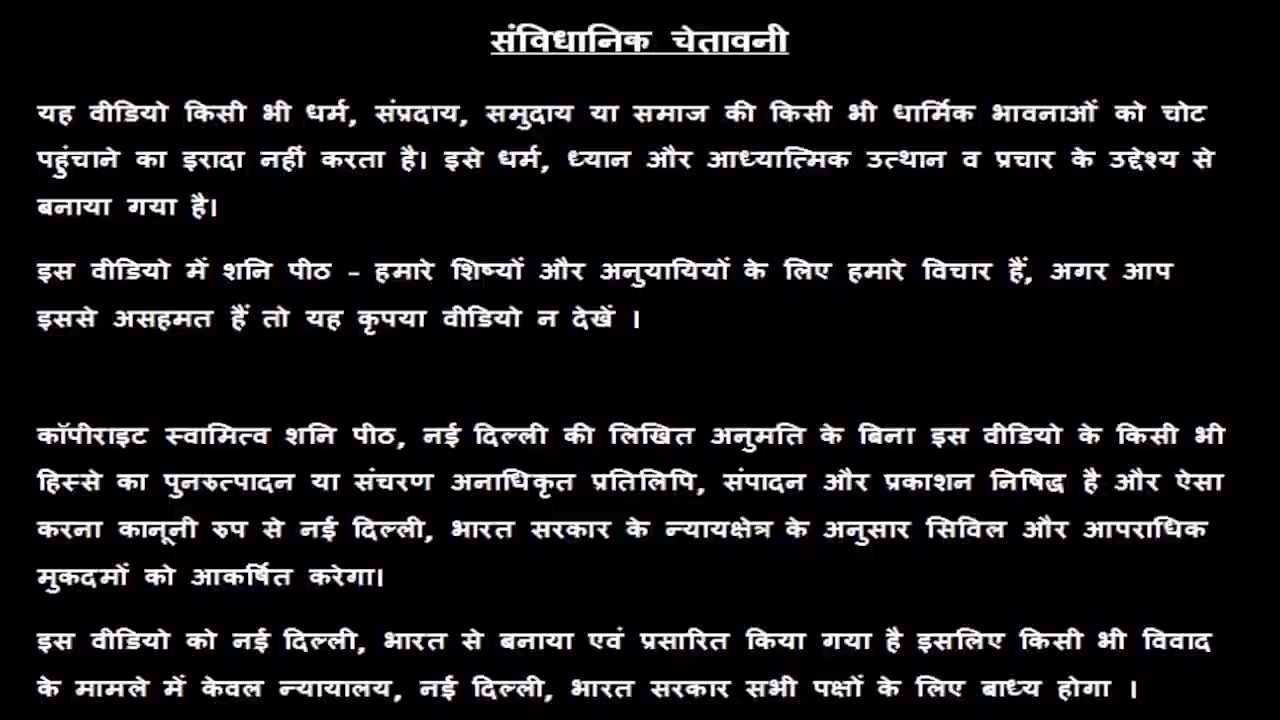 संविधानिक चेतावनी
यह वीडियो किसी भी धर्म, संप्रदाय, समुदाय या समाज की किसी भी धार्मिक भावनाओं को चोट
पहुंचाने का इरादा नहीं करता है। इसे धर्म, ध्यान और आध्यात्मिक उत्थान व प्रचार के उद्देश्य से
बनाया गया है।
इस वीडियो में शनि पीठ – हमारे शिष्यों और अनुयायियों के लिए हमारे विचार हैं, अगर आप
इससे असहमत हैं तो यह कृपया वीडियो न देखें ।
कॉपीराइट स्वामित्व शनि पीठ, नई दिल्ली की लिखित अनुमति के बिना इस वीडियो के किसी भी
हिस्से का पुनरुत्पादन या संचरण अनाधिकृत प्रतिलिपि, संपादन और प्रकाशन निषिद्ध है और ऐसा
करना कानूनी रुप से नई दिल्ली, भारत सरकार के न्यायक्षेत्र के अनुसार सिविल और आपराधिक
मुकदमों को आकर्षित करेगा।
इस वीडियो को नई दिल्ली, भारत से बनाया एवं प्रसारित किया गया है इसलिए किसी भी विवाद
के मामले में केवल न्यायालय, नई दिल्ली, भारत सरकार सभी पक्षों के लिए बाध्य होगा ।